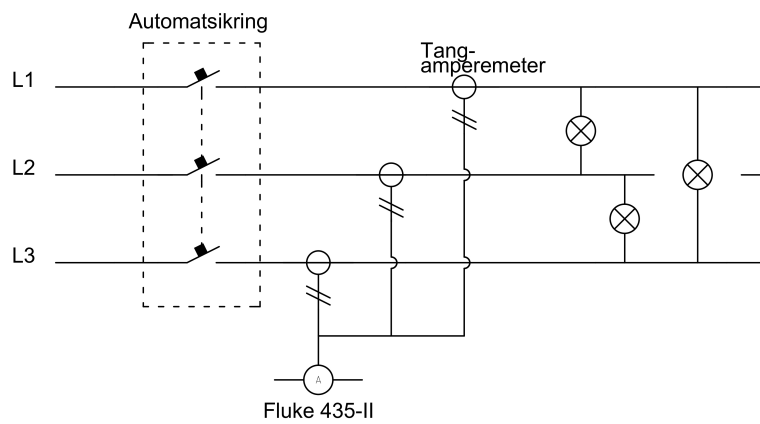 Automatsikring
Tang-
amperemeter
L1
L2
L3
A
Fluke 435-II